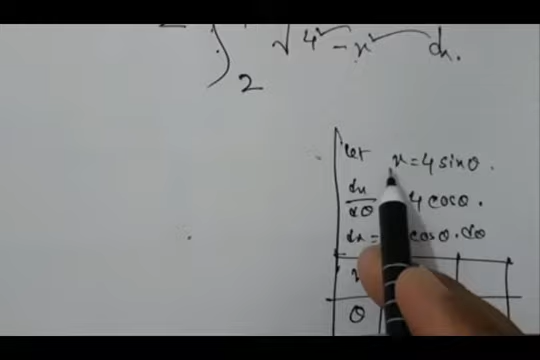 ∫₂ √4² - x² dx.
let x = 4 sinθ.
dx/dθ 4 cosθ.
dx = cosθ.dθ
x
θ